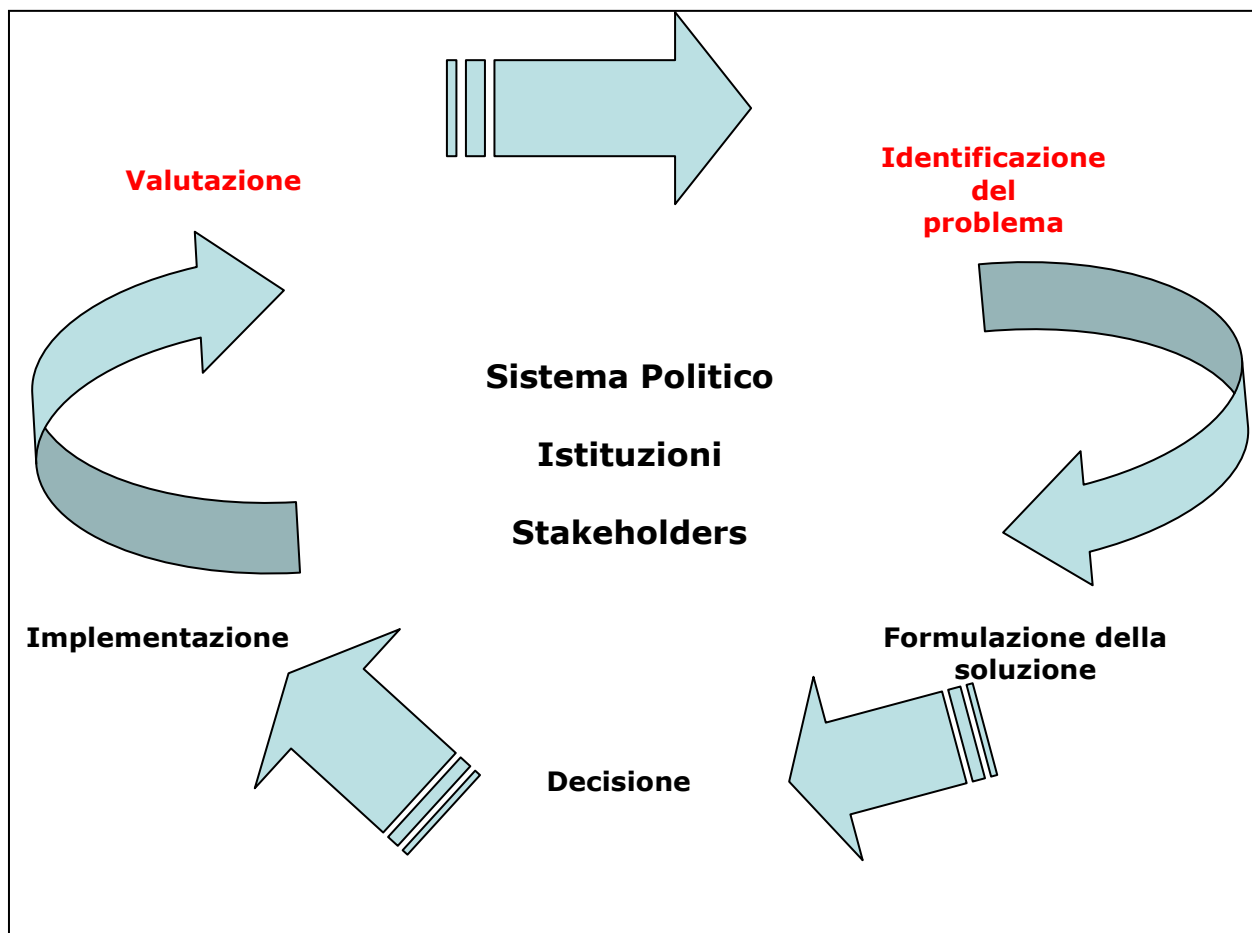 Valutazione
Identificazione
del
problema
Sistema Politico
Istituzioni
Stakeholders
Implementazione
Formulazione della
soluzione
Decisione